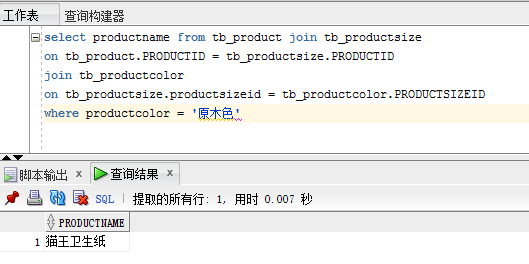 工作表 查询构建器
select productname from tb_product join tb_productsize
on tb_product.PRODUCTID = tb_productsize.PRODUCTID
join tb_productcolor
on tb_productsize.productsizeid = tb_productcolor.PRODUCTSIZEID
where productcolor = '原木色'
脚本输出 x 查询结果 x
SQL | 提取的所有行: 1, 用时 0.007 秒
PRODUCTNAME
1 猫王卫生纸